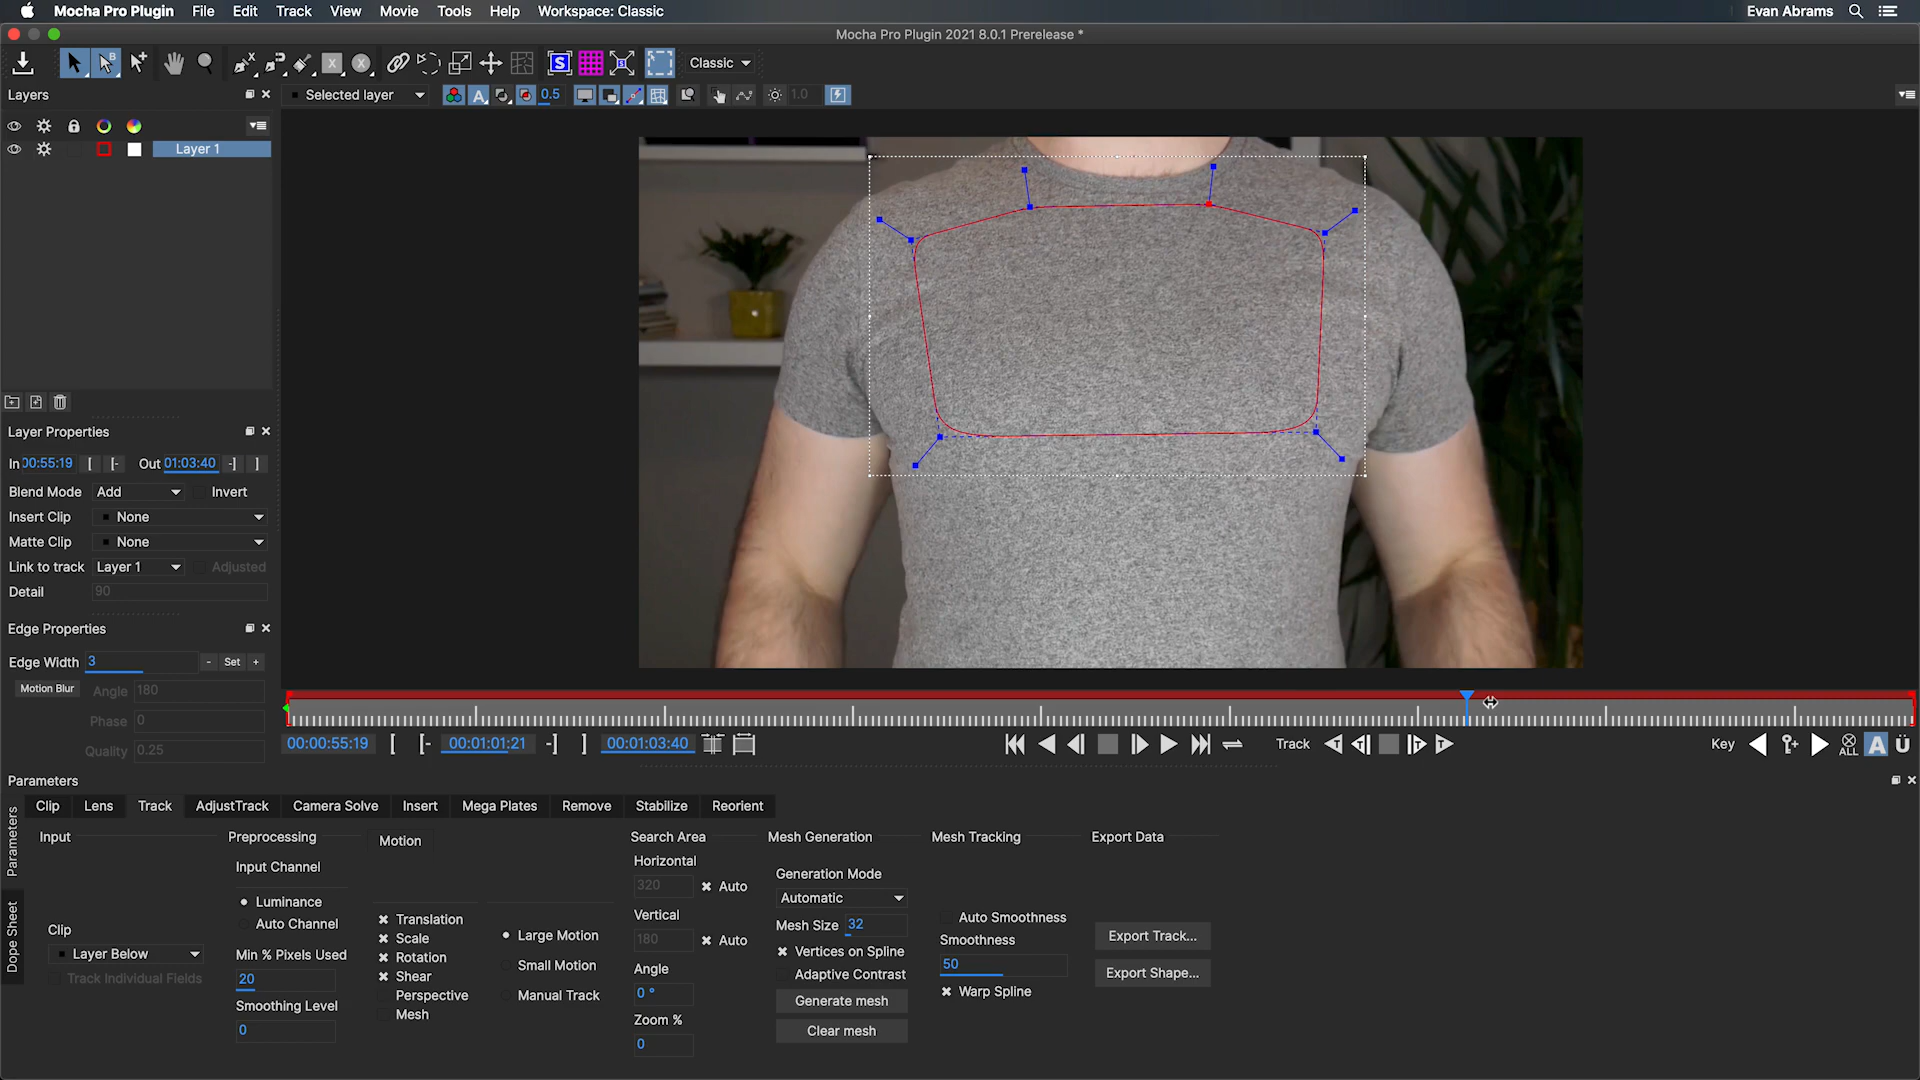 Mocha Pro Plugin File Edit Track View Movie Tools Help Workspace: Classic Evan Abrams
Mocha Pro Plugin 2021 8.0.1 Prerelease *
Classic
Layers
Selected layer A 0.5 1.0
Layer 1
Layer Properties
In 00:55:19 [ [- Out 01:03:40 -] ]
Blend Mode Add Invert
Insert Clip None
Matte Clip None
Link to track Layer 1 Adjusted
Detail 90
Edge Properties
Edge Width 3 - Set +
Motion Blur Angle 180
Phase 0
Quality 0.25
00:00:55:19 [ [- 00:01:01:21 -] ] 00:01:03:40 Track Key ALL A Ü
Parameters
Clip Lens Track AdjustTrack Camera Solve Insert Mega Plates Remove Stabilize Reorient
Parameters
Dope Sheet
Input
Clip
Layer Below
Track Individual Fields
Preprocessing
Input Channel
Luminance
Auto Channel
Min % Pixels Used
20
Smoothing Level
0
Motion
Translation
Scale
Rotation
Shear
Perspective
Mesh
Large Motion
Small Motion
Manual Track
Search Area
Horizontal
320 Auto
Vertical
180 Auto
Angle
0 °
Zoom %
0
Mesh Generation
Generation Mode
Automatic
Mesh Size 32
Vertices on Spline
Adaptive Contrast
Generate mesh
Clear mesh
Mesh Tracking
Auto Smoothness
Smoothness
50
Warp Spline
Export Data
Export Track...
Export Shape...